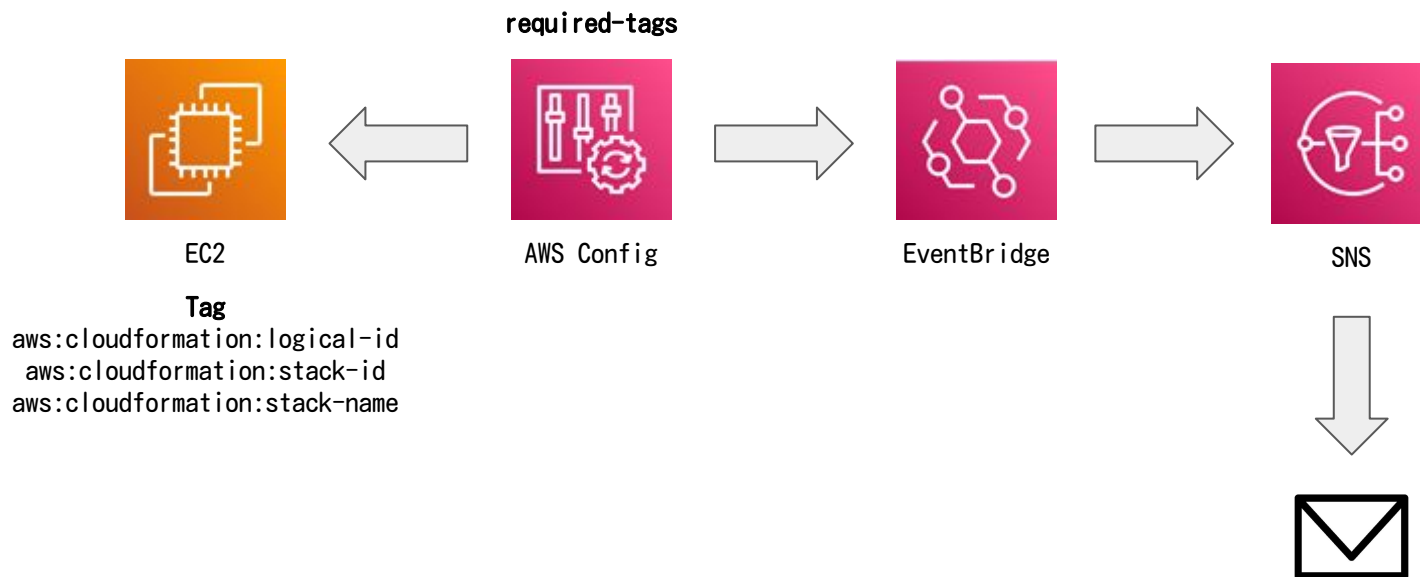 required-tags
EC2
AWS Config
EventBridge
SNS
Tag
aws:cloudformation:logical-id
aws:cloudformation:stack-id
aws:cloudformation:stack-name